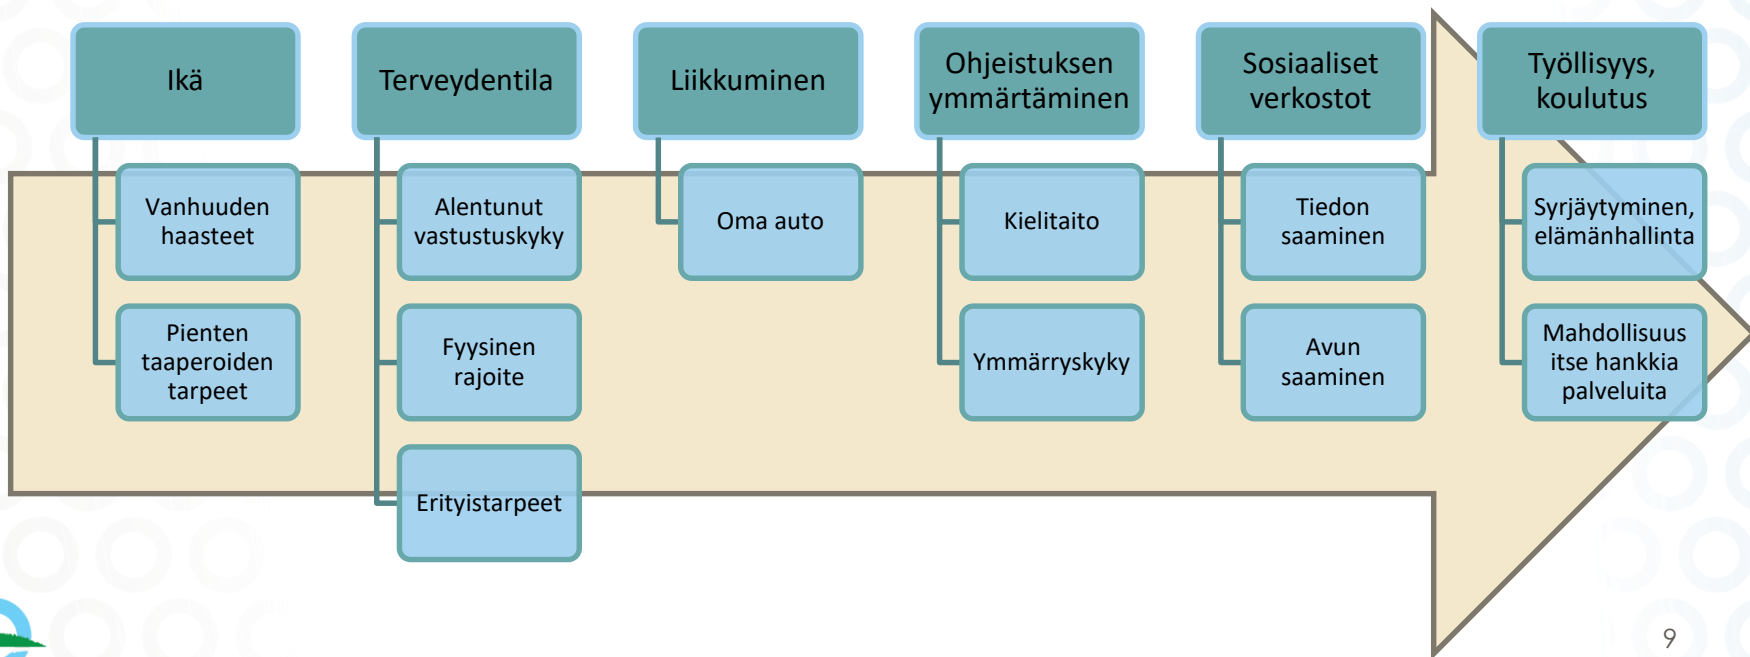 Ikä
Vanhuuden
haasteet
Pienten
taaperoiden
tarpeet
Terveydentila
Alentunut
vastustuskyky
Fyysinen
rajoite
Erityistarpeet
Liikkuminen
Oma auto
Ohjeistuksen
ymmärtäminen
Kielitaito
Ymmärryskyky
Sosiaaliset
verkostot
Tiedon
saaminen
Avun
saaminen
Työllisyys,
koulutus
Syrjäytyminen,
elämänhallinta
Mahdollisuus
itse hankkia
palveluita
9